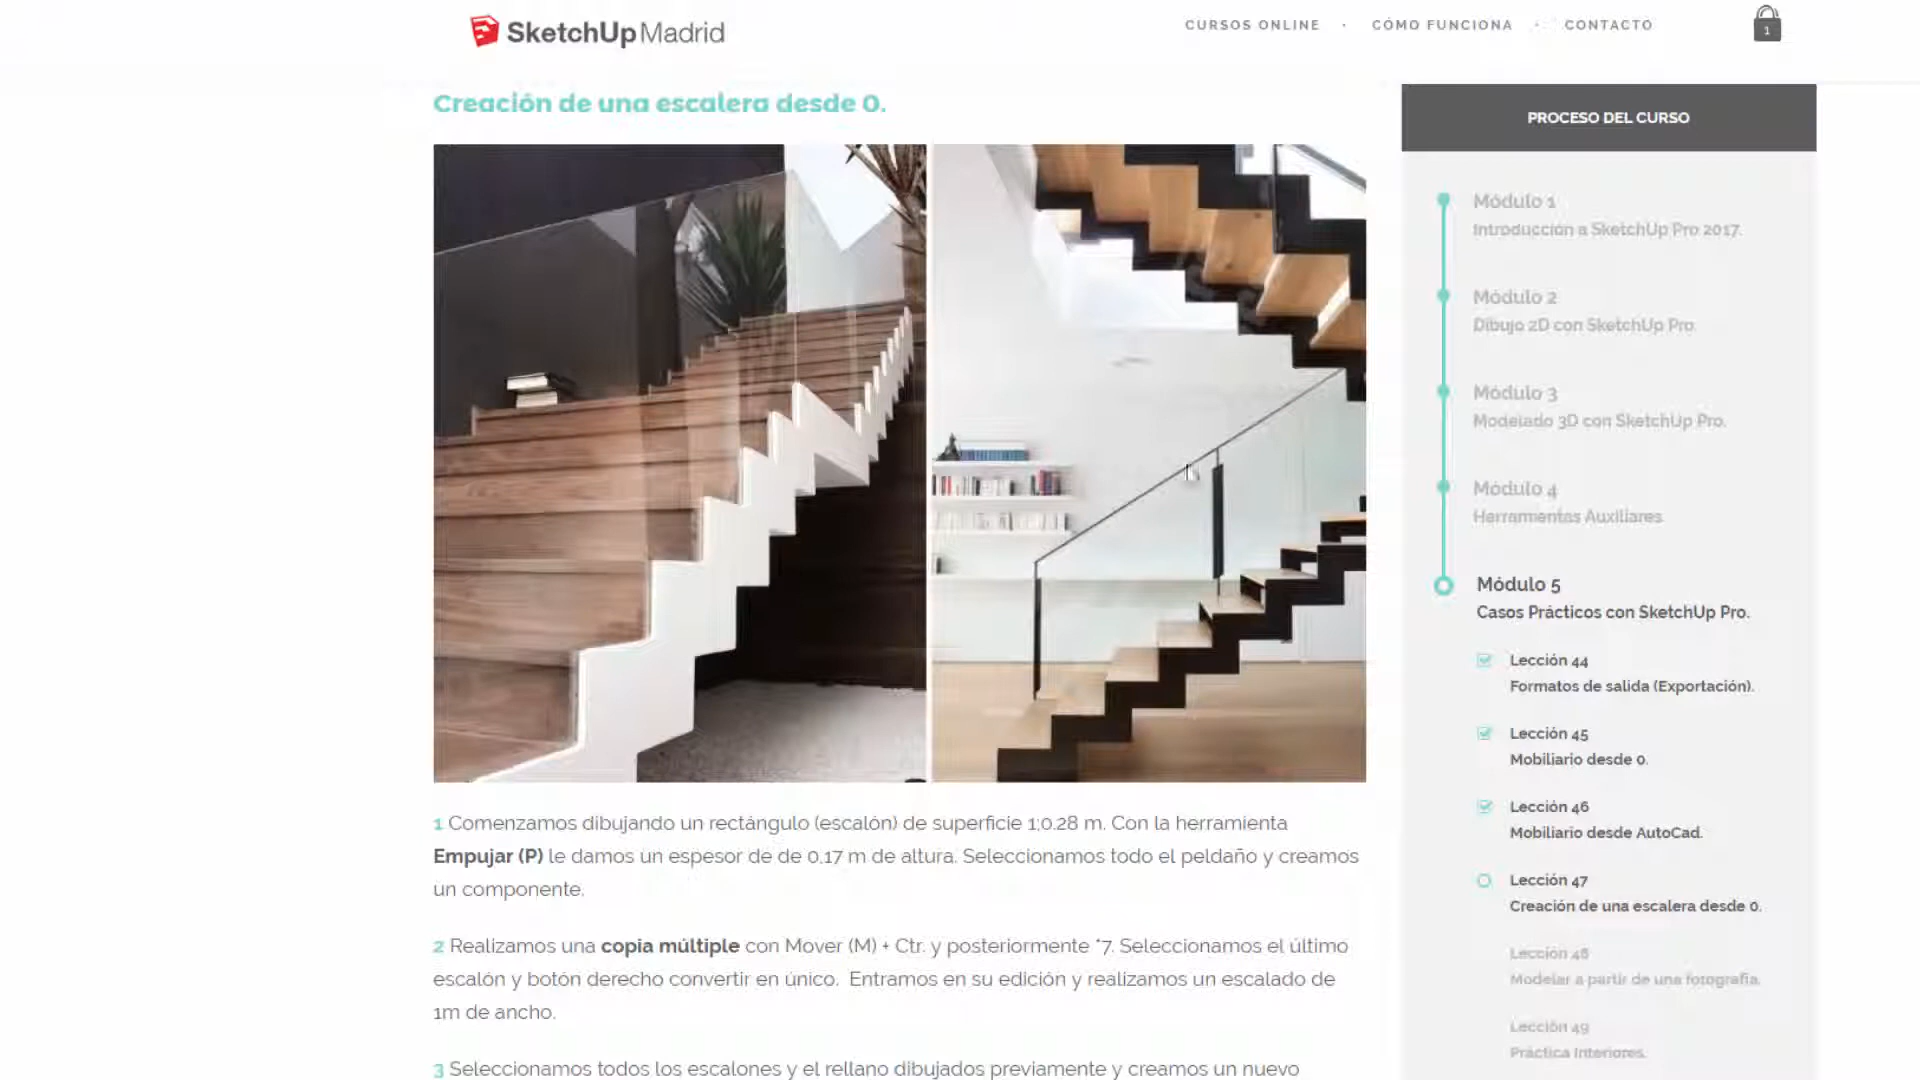 SketchUp Madrid
CURSOS ONLINE · CÓMO FUNCIONA · CONTACTO
1
Creación de una escalera desde 0.
1 Comenzamos dibujando un rectángulo (escalón) de superficie 1;0.28 m. Con la herramienta
Empujar (P) le damos un espesor de de 0,17 m de altura. Seleccionamos todo el peldaño y creamos
un componente.
2 Realizamos una copia múltiple con Mover (M) + Ctr. y posteriormente *7. Seleccionamos el último
escalón y botón derecho convertir en único. Entramos en su edición y realizamos un escalado de
1m de ancho.
3 Seleccionamos todos los escalones y el rellano dibujados previamente y creamos un nuevo
PROCESO DEL CURSO
Módulo 1
Introducción a SketchUp Pro 2017.
Módulo 2
Dibujo 2D con SketchUp Pro.
Módulo 3
Modelado 3D con SketchUp Pro.
Módulo 4
Herramientas Auxiliares.
Módulo 5
Casos Prácticos con SketchUp Pro.
Lección 44
Formatos de salida (Exportación).
Lección 45
Mobiliario desde 0.
Lección 46
Mobiliario desde AutoCad.
Lección 47
Creación de una escalera desde 0.
Lección 48
Modelar a partir de una fotografía.
Lección 49
Práctica Interiores.